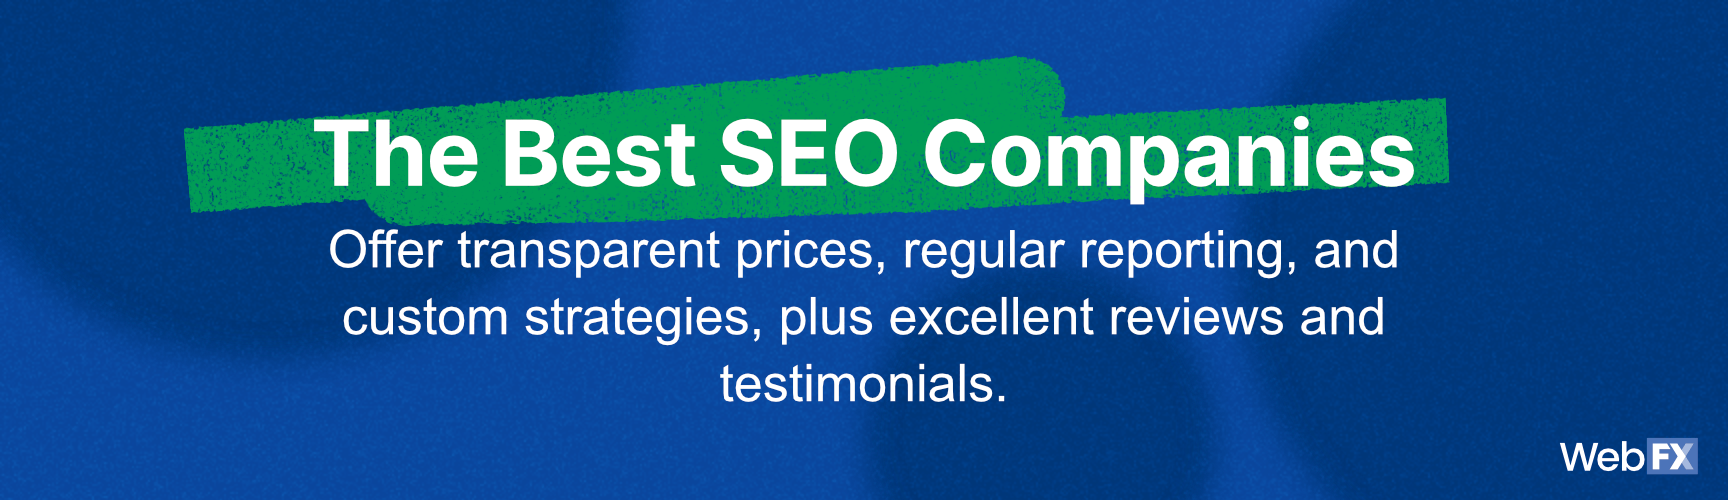 The Best SEO Companies
Offer transparent prices, regular reporting, and
custom strategies, plus excellent reviews and
testimonials.
WebFX